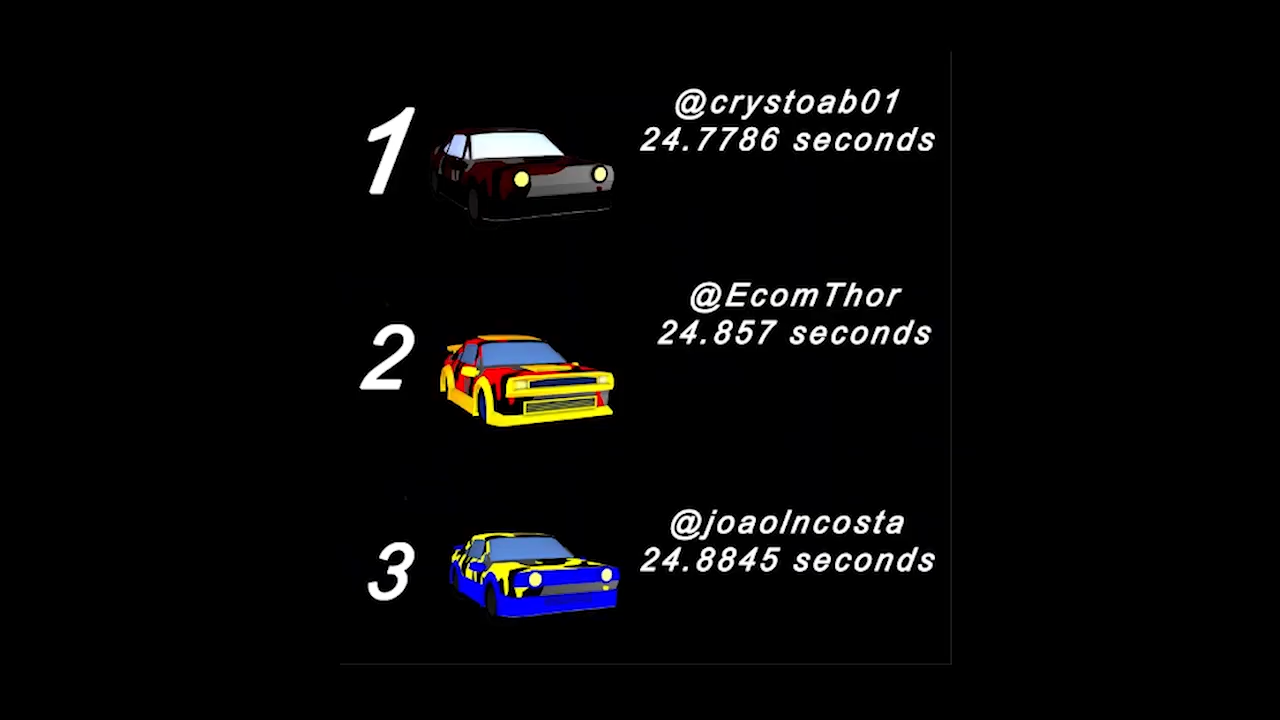 1
@crystoab01
24.7786 seconds
2
@EcomThor
24.857 seconds
3
@joaolncosta
24.8845 seconds